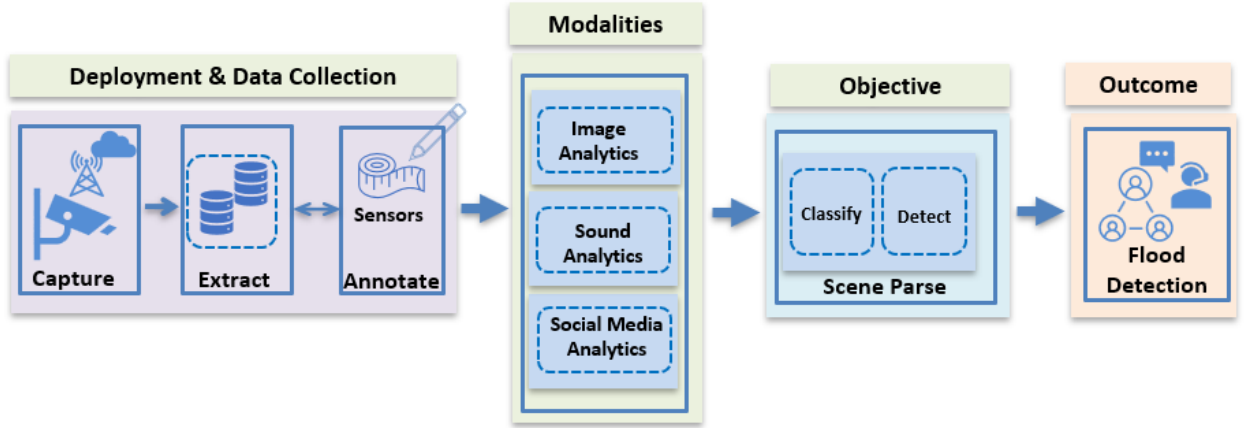 Deployment & Data Collection
Capture
Extract
Sensors
Annotate
Modalities
Image
Analytics
Sound
Analytics
Social Media
Analytics
Objective
Classify
Detect
Scene Parse
Outcome
Flood
Detection